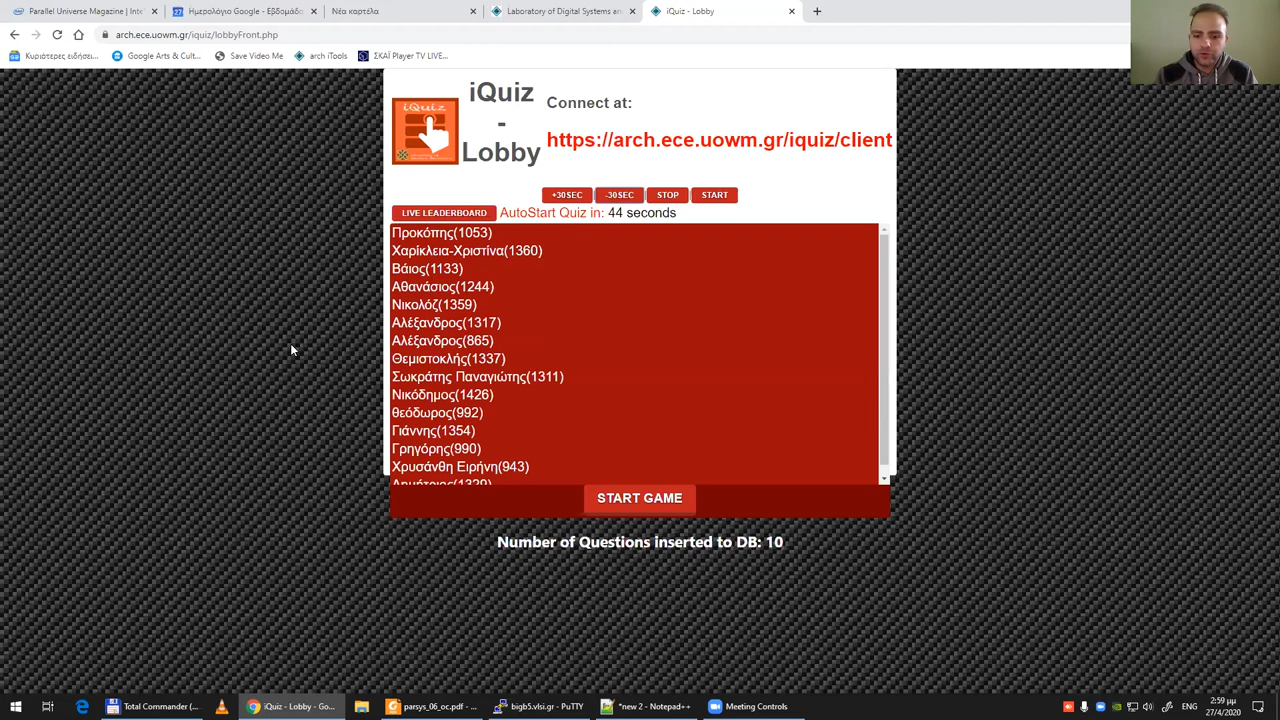 Parallel Universe Magazine | Inte
27 Ημερολόγιο Google - Εβδομάδα
Νέα καρτέλα
Laboratory of Digital Systems an
iQuiz - Lobby
arch.ece.uowm.gr/iquiz/lobbyFront.php
Κυριότερες ειδήσει...
Google Arts & Cult...
Save Video Me
arch iTools
ΣΚΑΪ Player TV LIVE...
iQuiz
iQuiz
-
Lobby
Connect at:
https://arch.ece.uowm.gr/iquiz/client
+30SEC
-30SEC
STOP
START
LIVE LEADERBOARD
AutoStart Quiz in: 44 seconds
Προκόπης(1053)
Χαρίκλεια-Χριστίνα(1360)
Βάιος(1133)
Αθανάσιος(1244)
Νικολόζ(1359)
Αλέξανδρος(1317)
Αλέξανδρος(865)
Θεμιστοκλής(1337)
Σωκράτης Παναγιώτης(1311)
Νικόδημος(1426)
θεόδωρος(992)
Γιάννης(1354)
Γρηγόρης(990)
Χρυσάνθη Ειρήνη(943)
Δημήτριος(1329)
START GAME
Number of Questions inserted to DB: 10
Total Commander (...
iQuiz - Lobby - Go...
parsys_06_oc.pdf - ...
bigb5.vlsi.gr - PuTTY
*new 2 - Notepad++
Meeting Controls
ΕΝG
2:59 μμ
27/4/2020